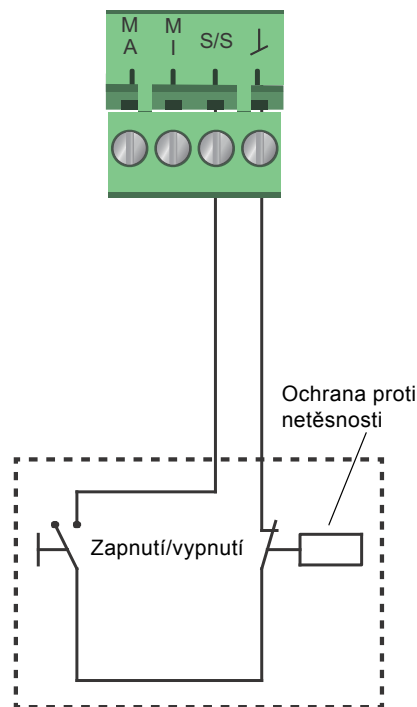 M M S/S
A I
Ochrana proti
netěsnosti
Zapnutí/vypnutí